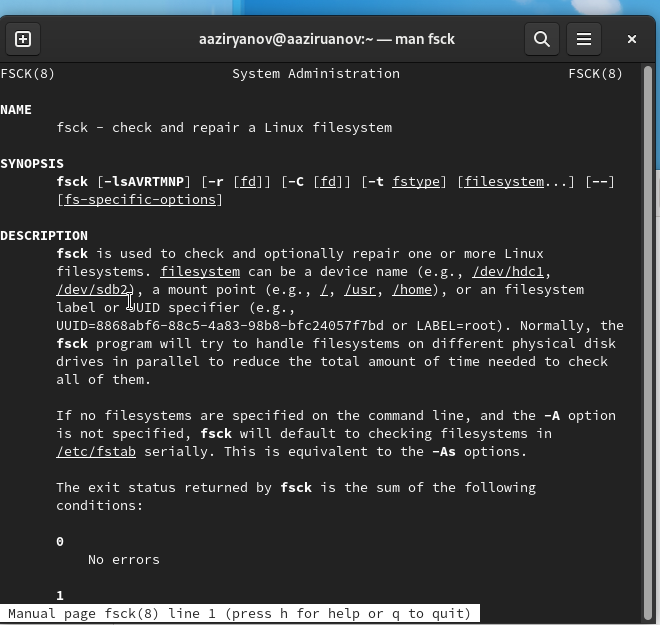 aaziryanov@aaziruanov:~ — man fsck
FSCK(8) System Administration FSCK(8)
NAME
fsck - check and repair a Linux filesystem
SYNOPSIS
fsck [-lsAVRTMNP] [-r [fd]] [-C [fd]] [-t fstype] [filesystem...] [--]
[fs-specific-options]
DESCRIPTION
fsck is used to check and optionally repair one or more Linux
filesystems. filesystem can be a device name (e.g., /dev/hdc1,
/dev/sdb2), a mount point (e.g., /, /usr, /home), or an filesystem
label or UUID specifier (e.g.,
UUID=8868abf6-88c5-4a83-98b8-bfc24057f7bd or LABEL=root). Normally, the
fsck program will try to handle filesystems on different physical disk
drives in parallel to reduce the total amount of time needed to check
all of them.
If no filesystems are specified on the command line, and the -A option
is not specified, fsck will default to checking filesystems in
/etc/fstab serially. This is equivalent to the -As options.
The exit status returned by fsck is the sum of the following
conditions:
0
No errors
1
Manual page fsck(8) line 1 (press h for help or q to quit)